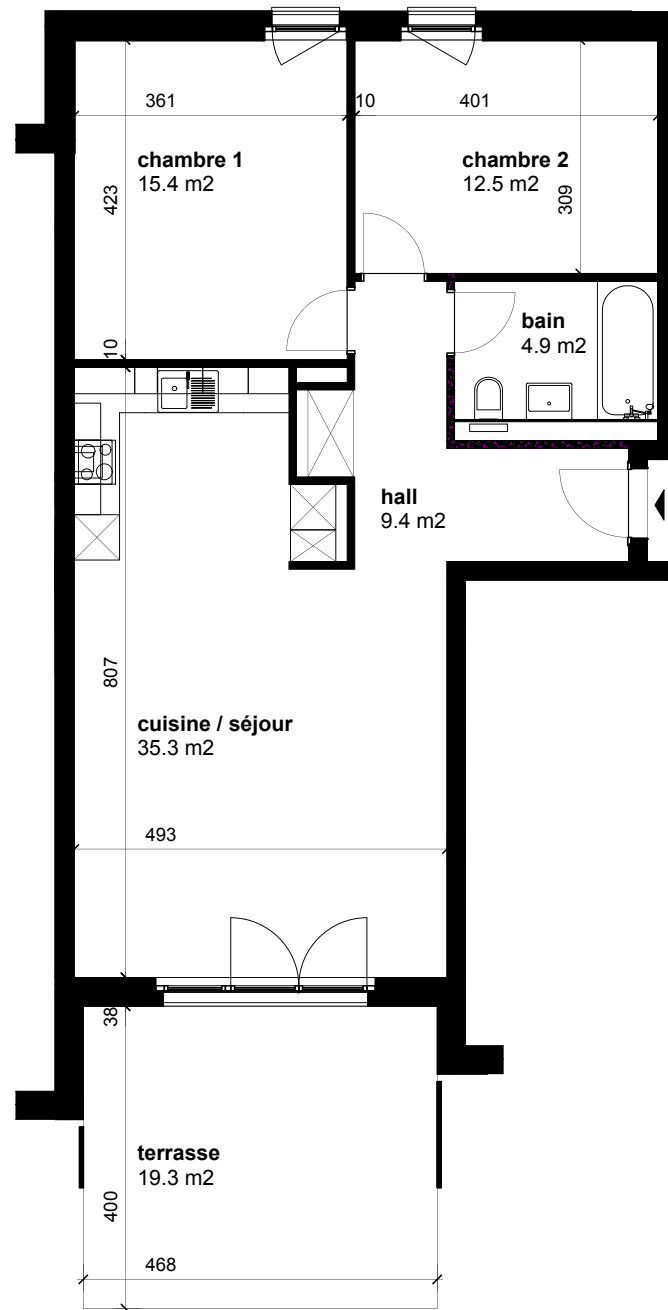 361
10
401
chambre 1
15.4 m2
chambre 2
12.5 m2
423
309
10
bain
4.9 m2
hall
9.4 m2
807
cuisine / séjour
35.3 m2
493
38
terrasse
19.3 m2
400
468